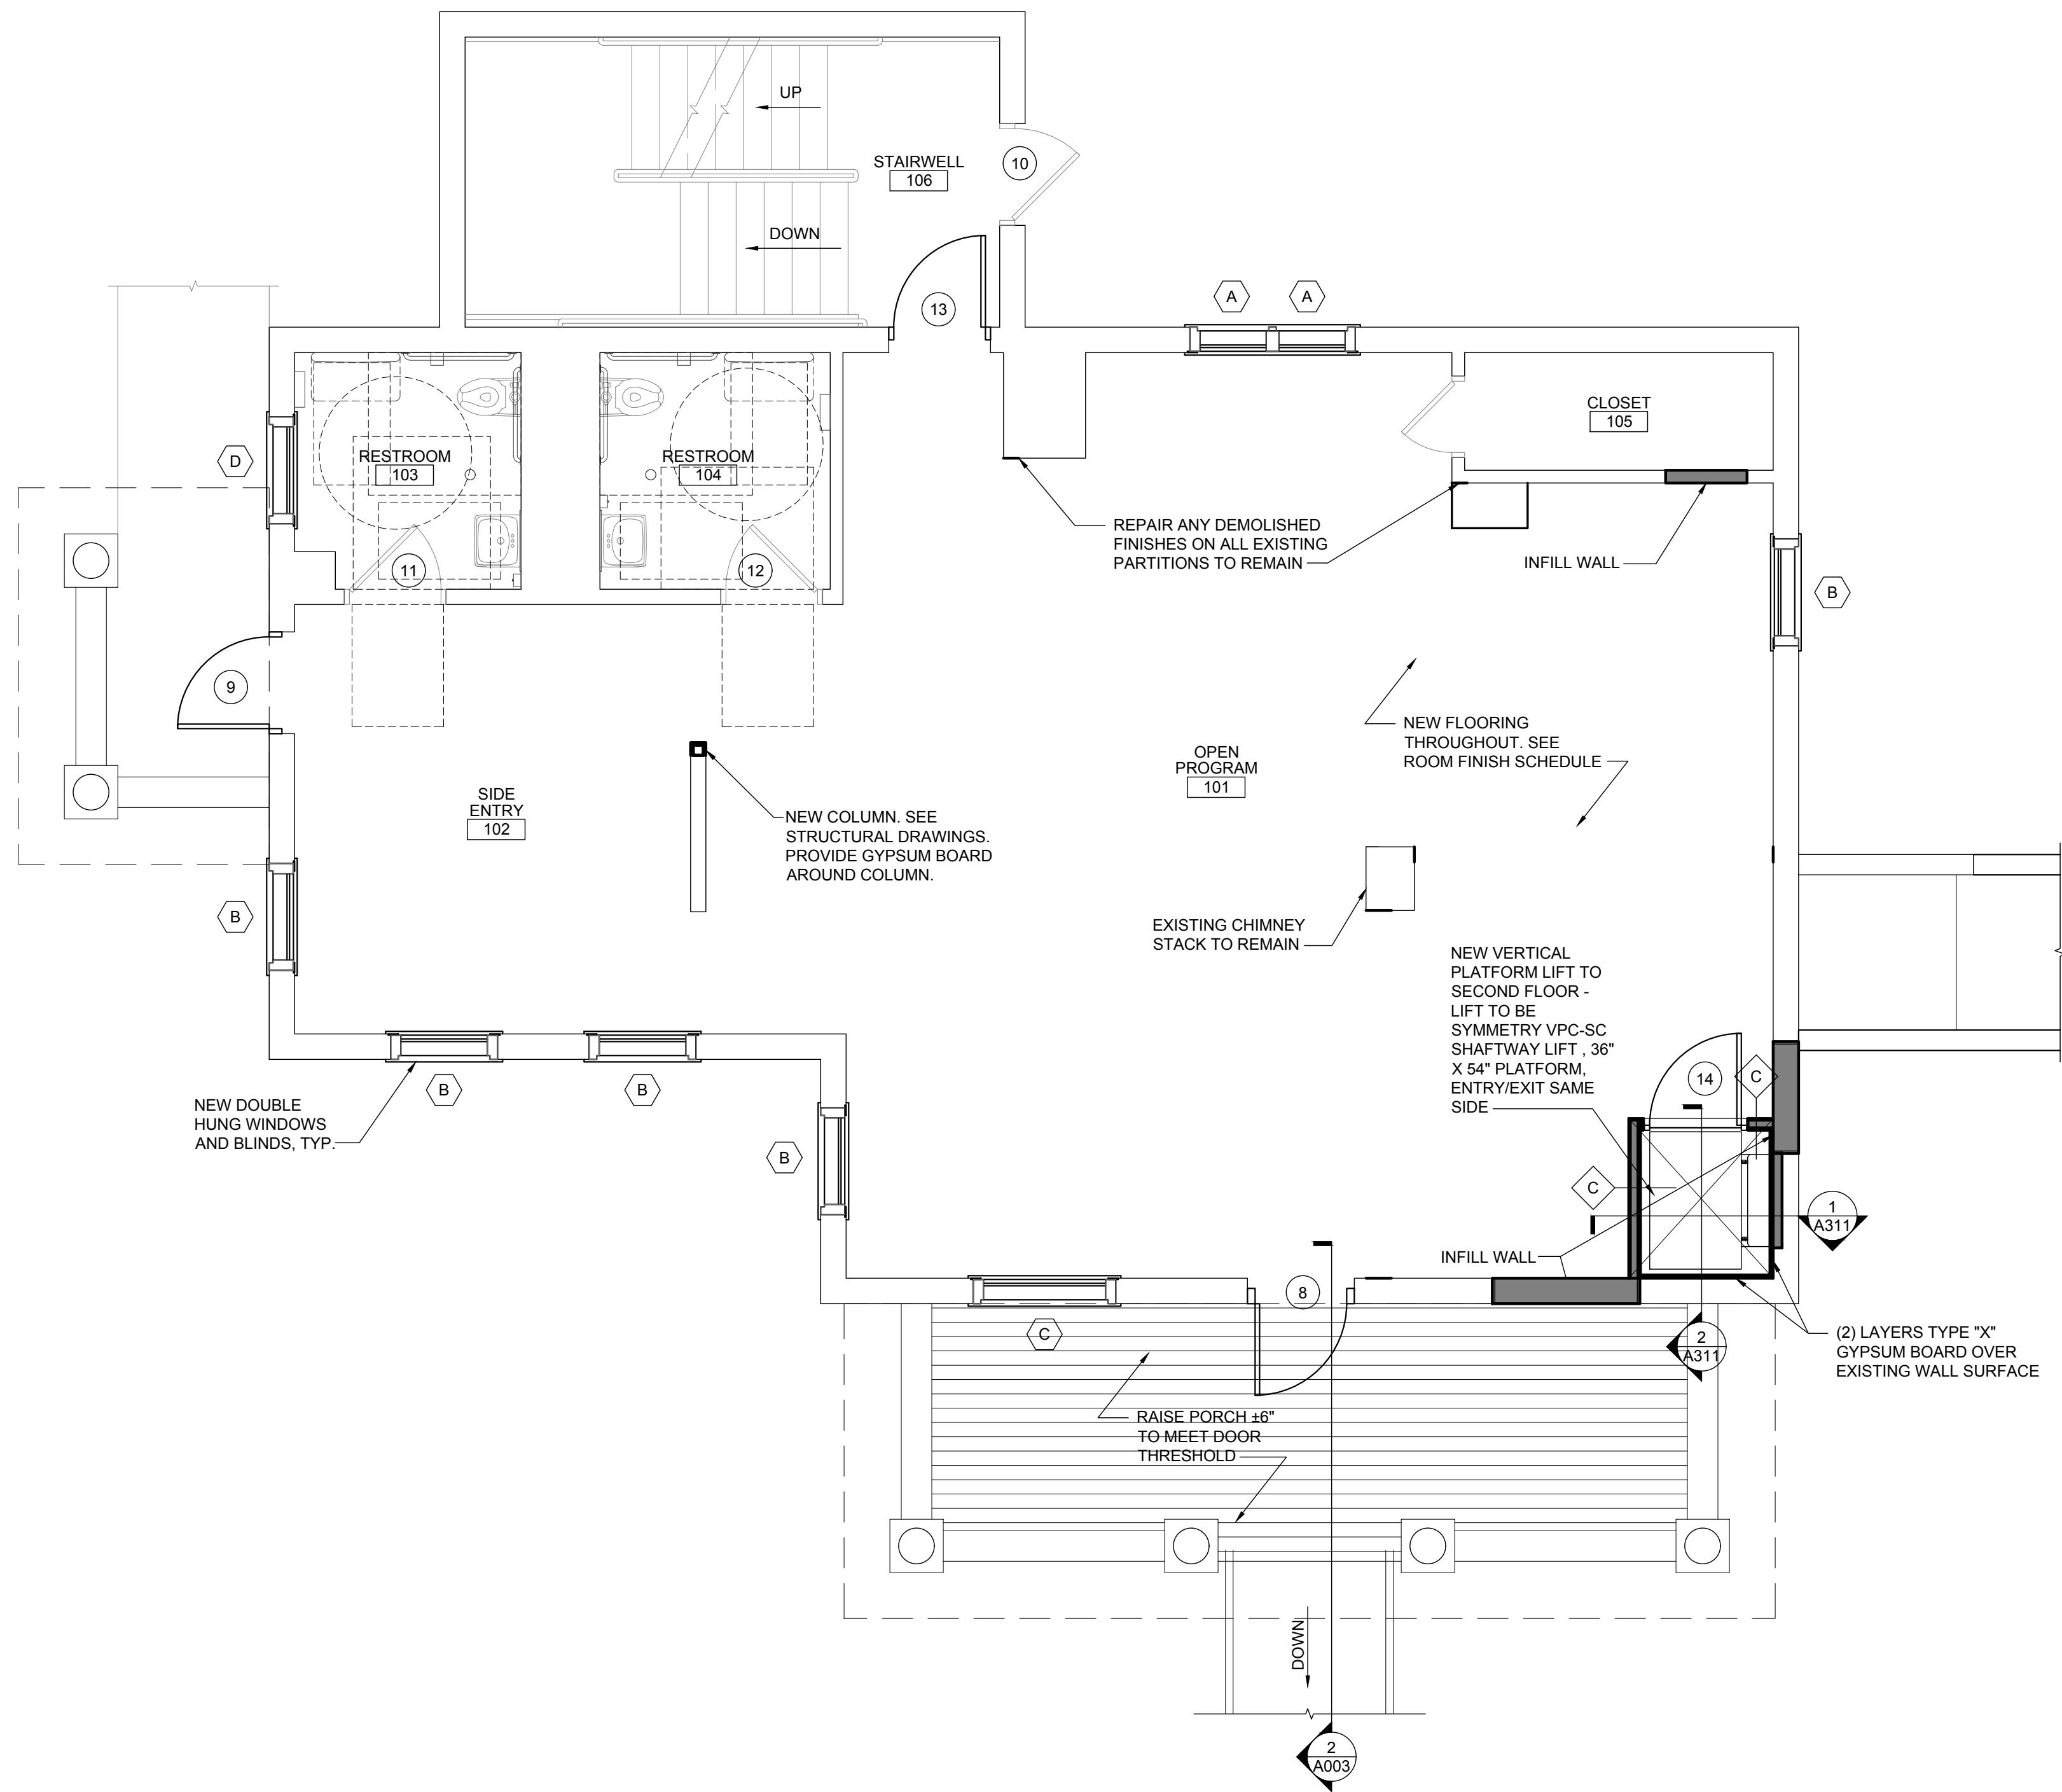 UP
STAIRWELL
106
10
DOWN
13
A
A
D
RESTROOM
103
RESTROOM
104
CLOSET
105
11
12
REPAIR ANY DEMOLISHED
FINISHES ON ALL EXISTING
PARTITIONS TO REMAIN
INFILL WALL
B
9
NEW FLOORING
THROUGHOUT. SEE
ROOM FINISH SCHEDULE
OPEN
PROGRAM
101
SIDE
ENTRY
102
NEW COLUMN. SEE
STRUCTURAL DRAWINGS.
PROVIDE GYPSUM BOARD
AROUND COLUMN.
B
EXISTING CHIMNEY
STACK TO REMAIN
NEW VERTICAL
PLATFORM LIFT TO
SECOND FLOOR -
LIFT TO BE
SYMMETRY VPC-SC
SHAFTWAY LIFT , 36"
X 54" PLATFORM,
ENTRY/EXIT SAME
SIDE
14
C
B
B
NEW DOUBLE
HUNG WINDOWS
AND BLINDS, TYP.
B
C
1
A311
INFILL WALL
8
C
2
A311
(2) LAYERS TYPE "X"
GYPSUM BOARD OVER
EXISTING WALL SURFACE
RAISE PORCH ±6"
TO MEET DOOR
THRESHOLD
DOWN
2
A003